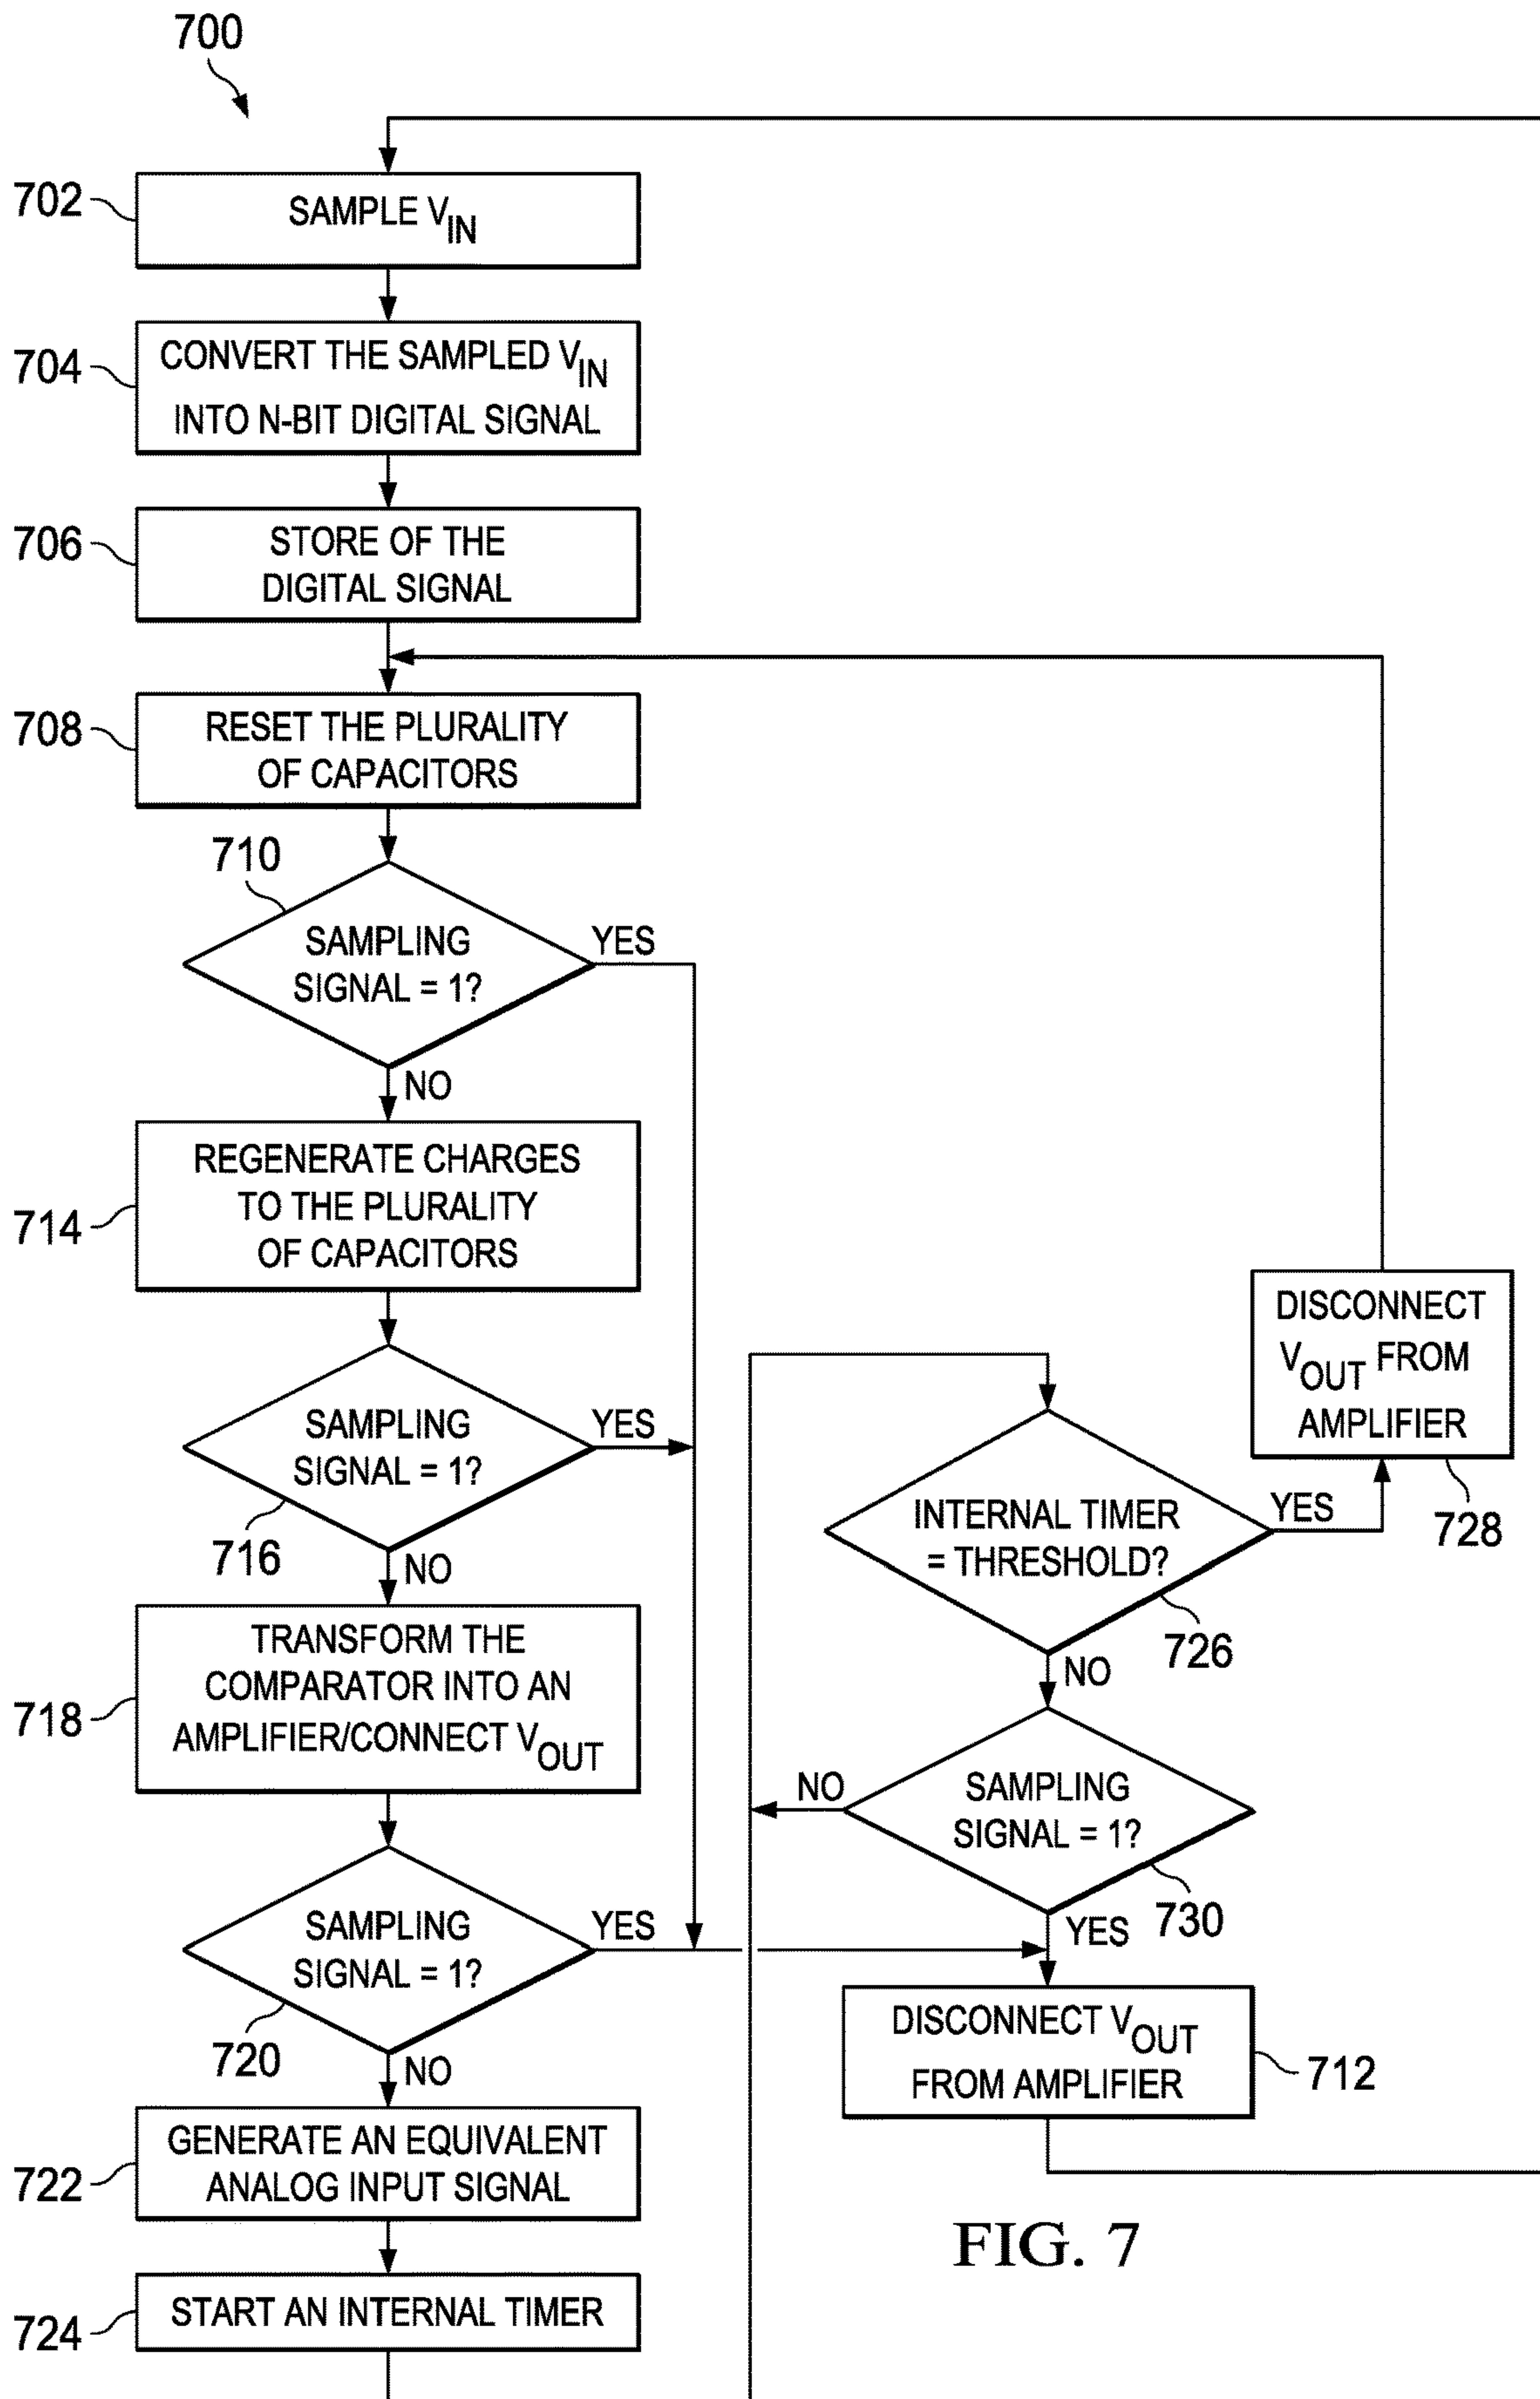 700
702
SAMPLE V_IN
704
CONVERT THE SAMPLED V_IN
INTO N-BIT DIGITAL SIGNAL
706
STORE OF THE
DIGITAL SIGNAL
708
RESET THE PLURALITY
OF CAPACITORS
710
SAMPLING
SIGNAL = 1?
YES
NO
714
REGENERATE CHARGES
TO THE PLURALITY
OF CAPACITORS
SAMPLING
SIGNAL = 1?
YES
716
NO
718
TRANSFORM THE
COMPARATOR INTO AN
AMPLIFIER/CONNECT V_OUT
SAMPLING
SIGNAL = 1?
YES
720
NO
722
GENERATE AN EQUIVALENT
ANALOG INPUT SIGNAL
724
START AN INTERNAL TIMER
INTERNAL TIMER
= THRESHOLD?
YES
726
NO
DISCONNECT
V_OUT FROM
AMPLIFIER
728
SAMPLING
SIGNAL = 1?
NO
730
YES
DISCONNECT V_OUT
FROM AMPLIFIER
712
FIG. 7